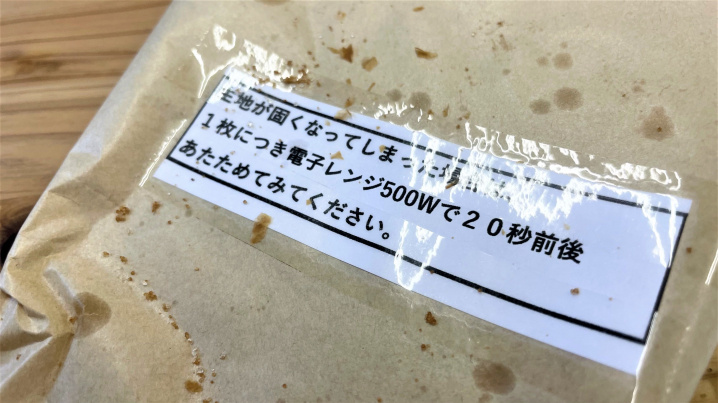 生地が固くなってしまった場
１枚につき電子レンジ500Wで２０秒前後
あたためてみてください。